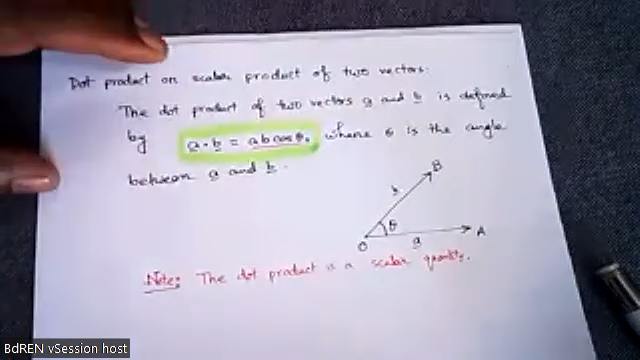 Dot product or scalar product of two vectors:
The dot product of two vectors a and b is defined
by a · b = ab cos θ, where θ is the angle
between a and b.
B
b
θ
O a A
Note: The dot product is a scalar quantity.
BdREN vSession host